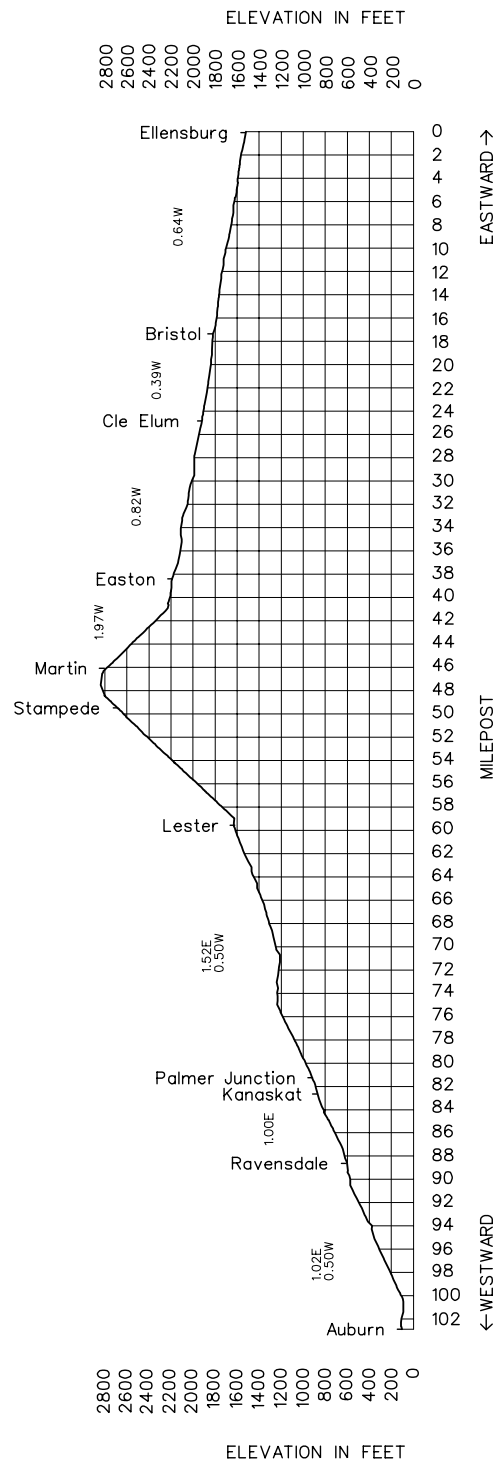 ELEVATION IN FEET
2800 2600 2400 2200 2000 1800 1600 1400 1200 1000 800 600 400 200 0
Ellensburg
0
EASTWARD →
2
4
6
0.64W
8
10
12
14
16
Bristol
18
0.39W
20
22
Cle Elum
24
26
28
30
0.82W
32
34
36
Easton
38
40
1.97W
42
44
Martin
46
48
Stampede
50
MILEPOST
52
54
56
58
Lester
60
62
64
66
68
1.52E
0.50W
70
72
74
76
78
80
Palmer Junction
82
Kanaskat
84
1.00E
86
Ravensdale
88
90
92
94
1.02E
0.50W
96
98
100
←WESTWARD
102
Auburn
2800 2600 2400 2200 2000 1800 1600 1400 1200 1000 800 600 400 200 0
ELEVATION IN FEET